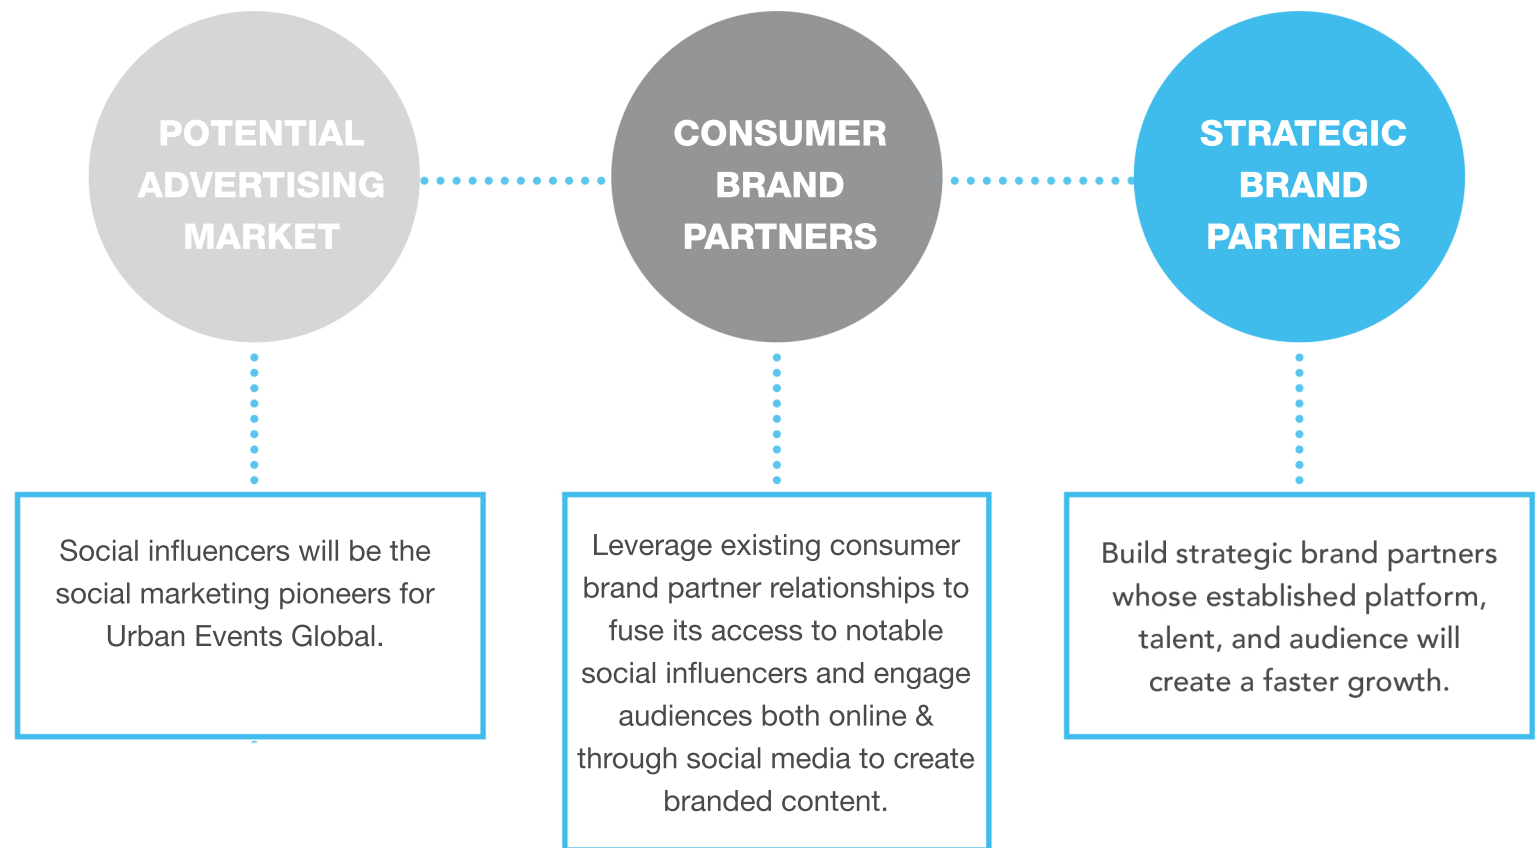 POTENTIAL
ADVERTISING
MARKET
CONSUMER
BRAND
PARTNERS
STRATEGIC
BRAND
PARTNERS
Social influencers will be the
social marketing pioneers for
Urban Events Global.
Leverage existing consumer
brand partner relationships to
fuse its access to notable
social influencers and engage
audiences both online &
through social media to create
branded content.
Build strategic brand partners
whose established platform,
talent, and audience will
create a faster growth.